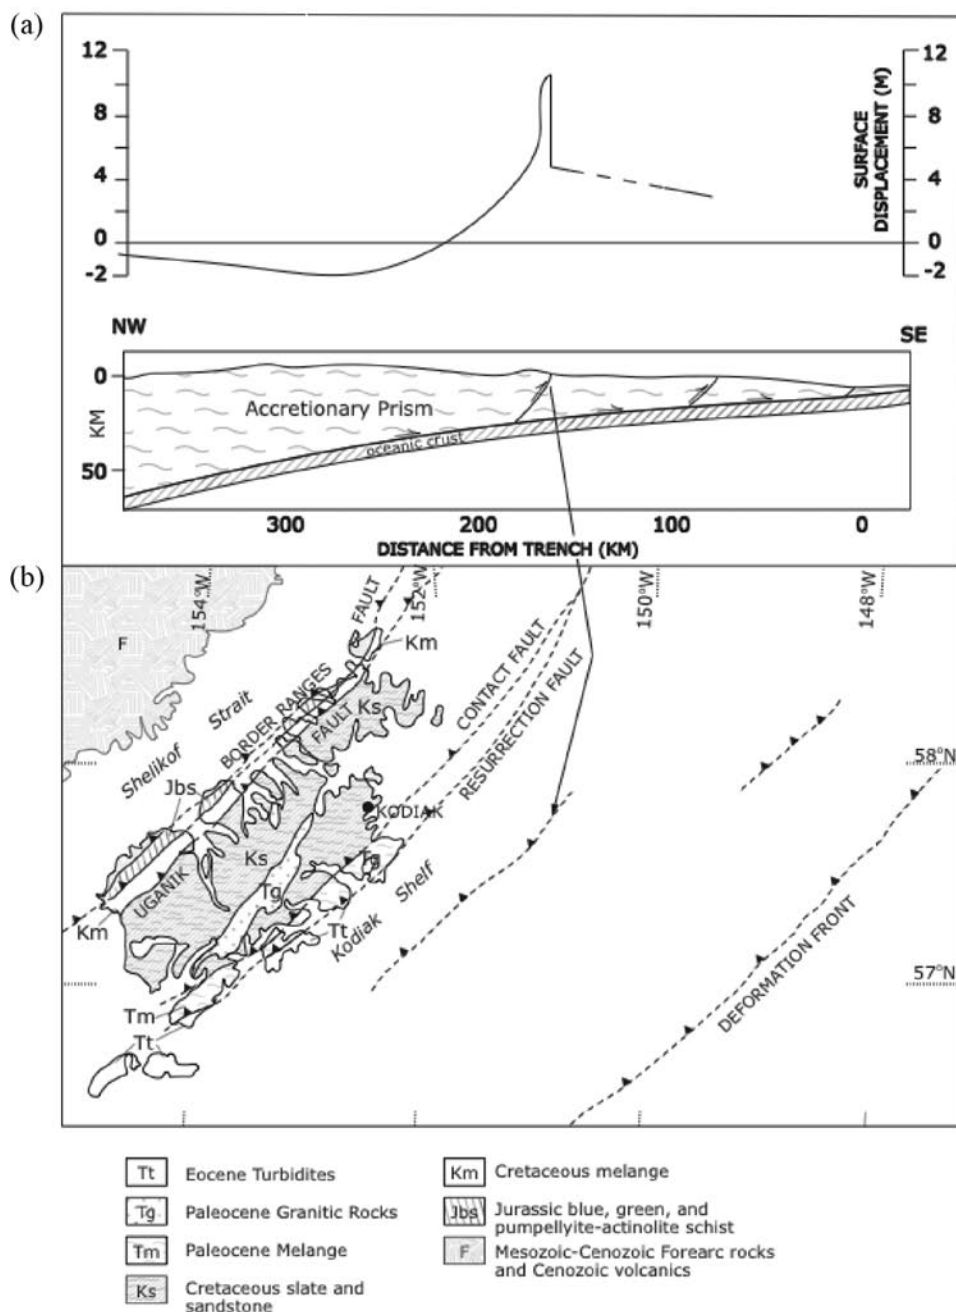 (a)
12
8
4
0
-2
SURFACE
DISPLACEMENT (M)
12
8
4
0
-2
NW
SE
0
KM
50
Accretionary Prism
oceanic crust
300
200
100
0
DISTANCE FROM TRENCH (KM)
(b)
154°W
152°W
150°W
148°W
58°N
57°N
F
FAULT
Km
BORDER RANGES
FAULT
Ks
Shelikof Strait
Jbs
CONTACT FAULT
RESURRECTION FAULT
KODIAK
Ks
Tg
Tg
UGANIK
Km
Tt
Kodiak Shelf
Tm
Tt
DEFORMATION FRONT
Tt Eocene Turbidites
Tg Paleocene Granitic Rocks
Tm Paleocene Melange
Ks Cretaceous slate and
sandstone
Km Cretaceous melange
Jbs Jurassic blue, green, and
pumpellyite-actinolite schist
F Mesozoic-Cenozoic Forearc rocks
and Cenozoic volcanics